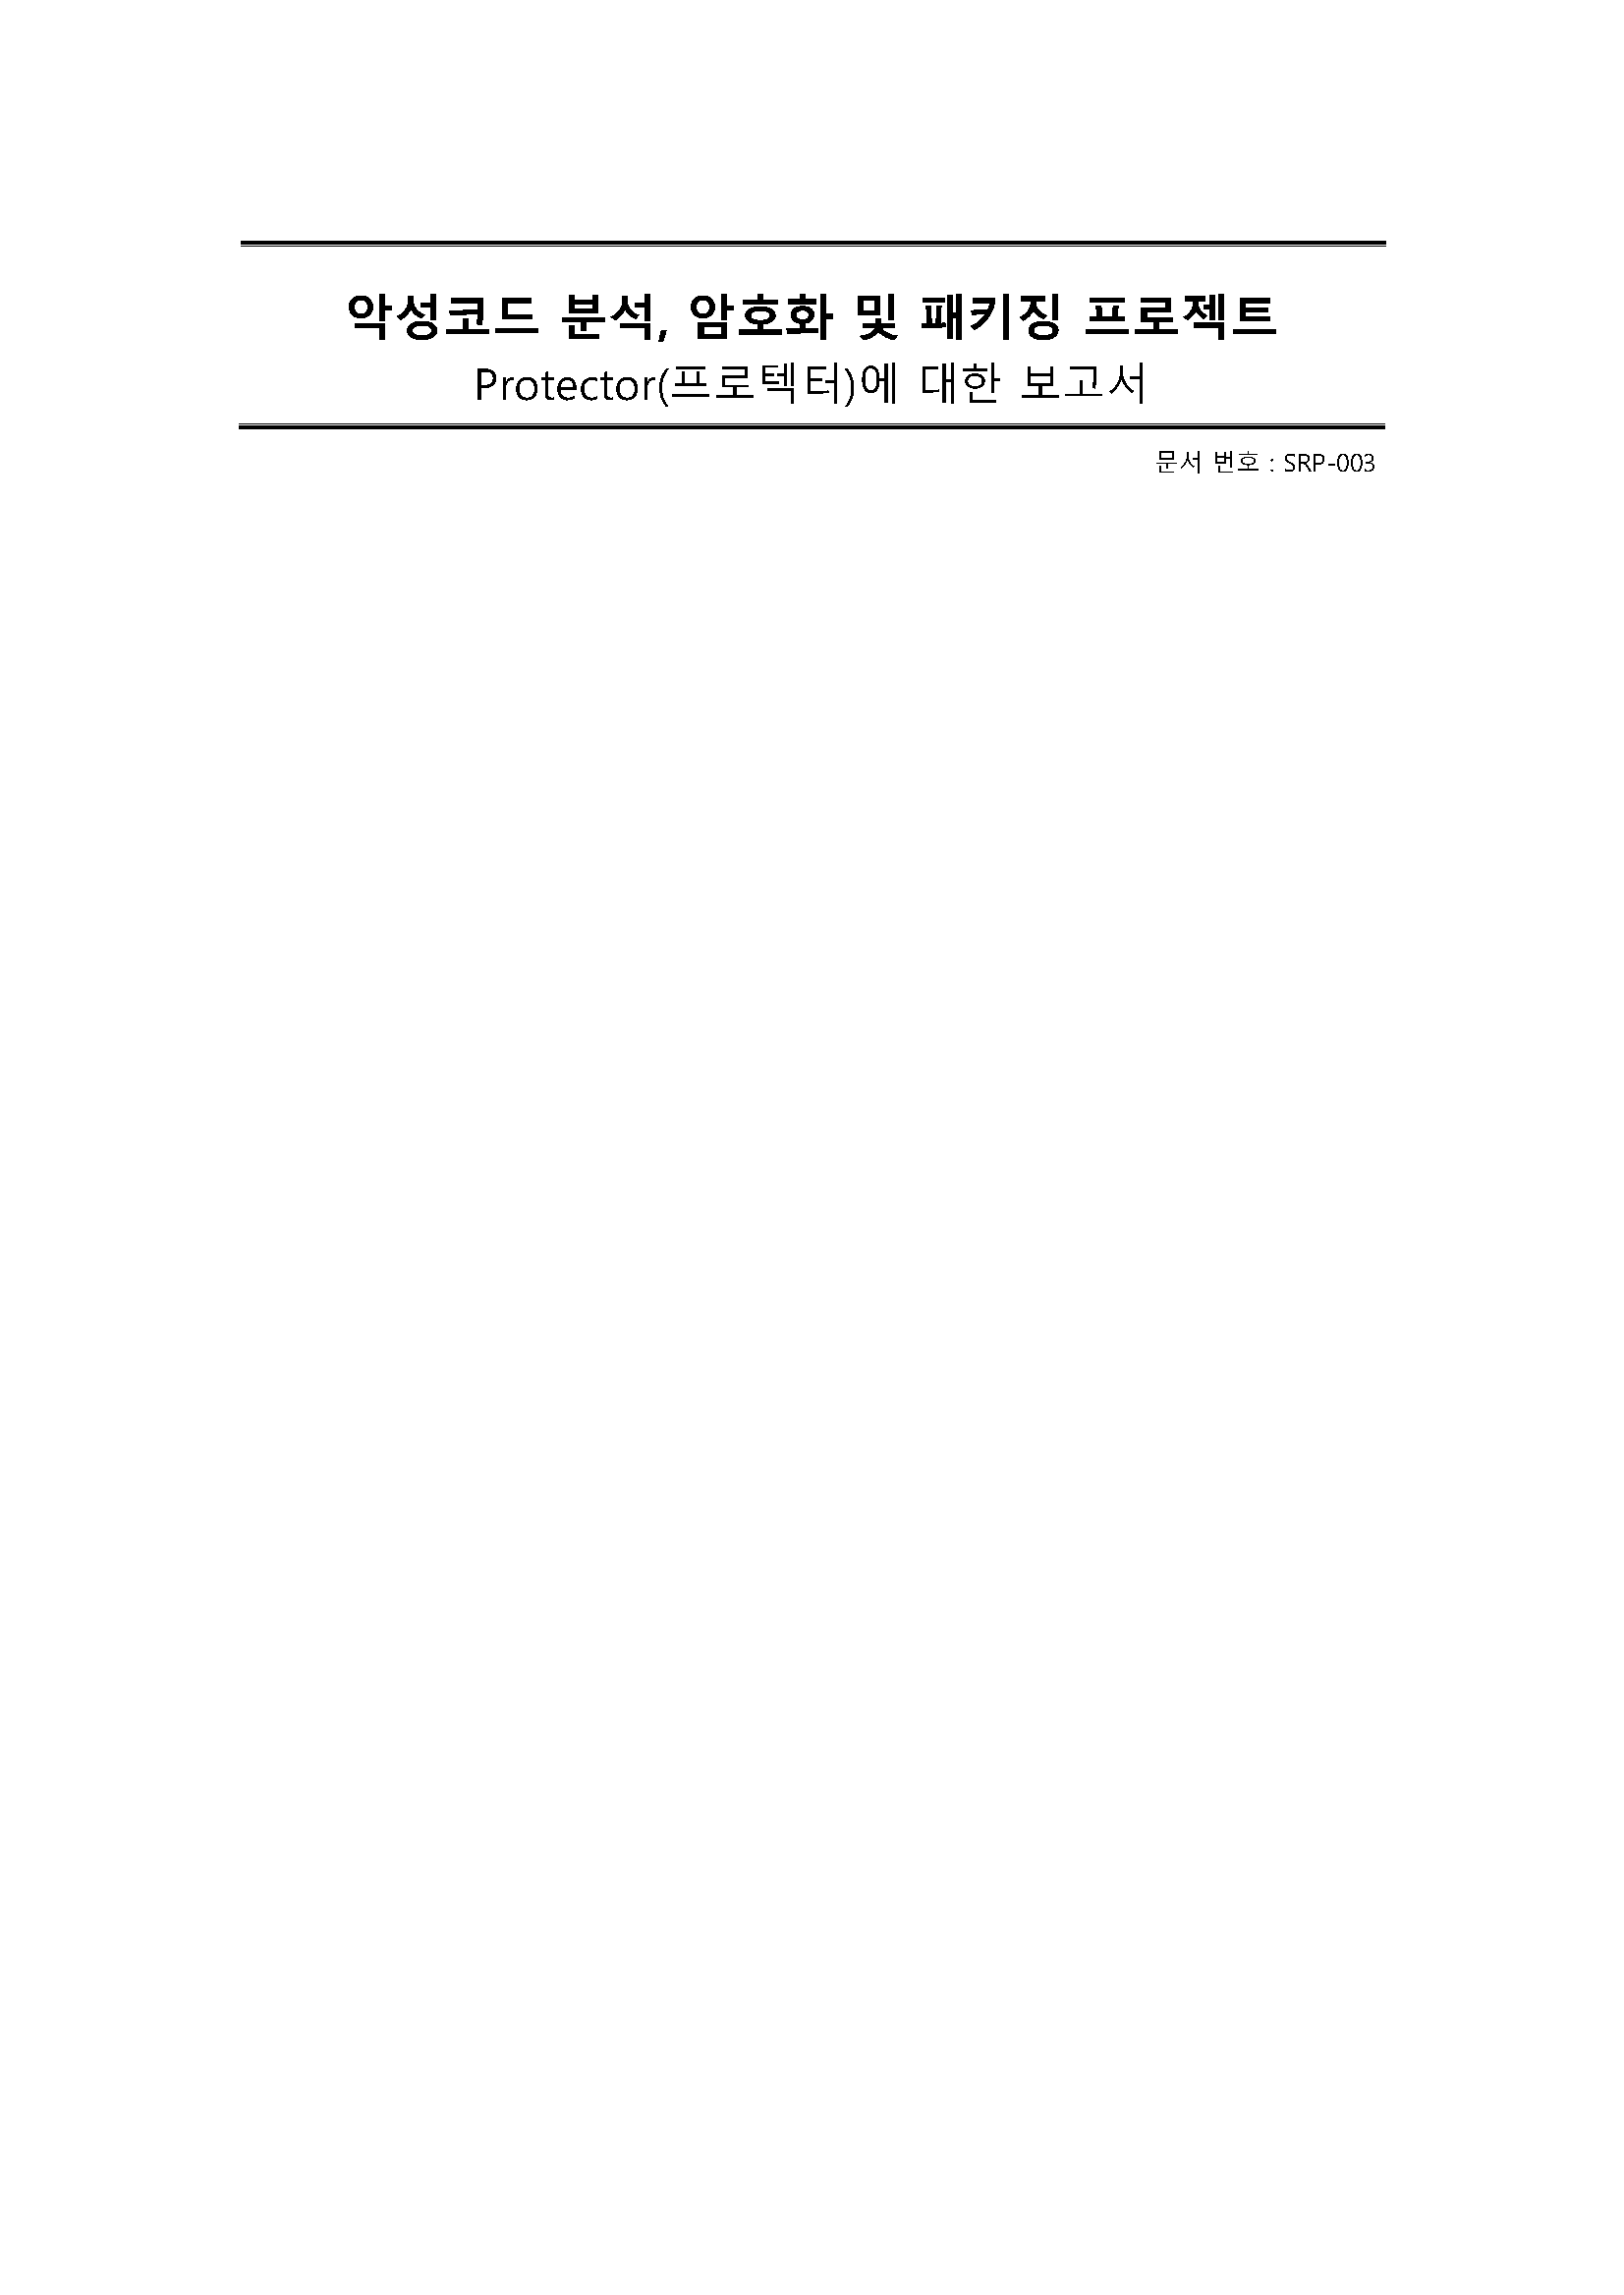 악성코드 분석, 암호화 및 패키징 프로젝트
Protector(프로텍터)에 대한 보고서
문서 번호 : SRP-003